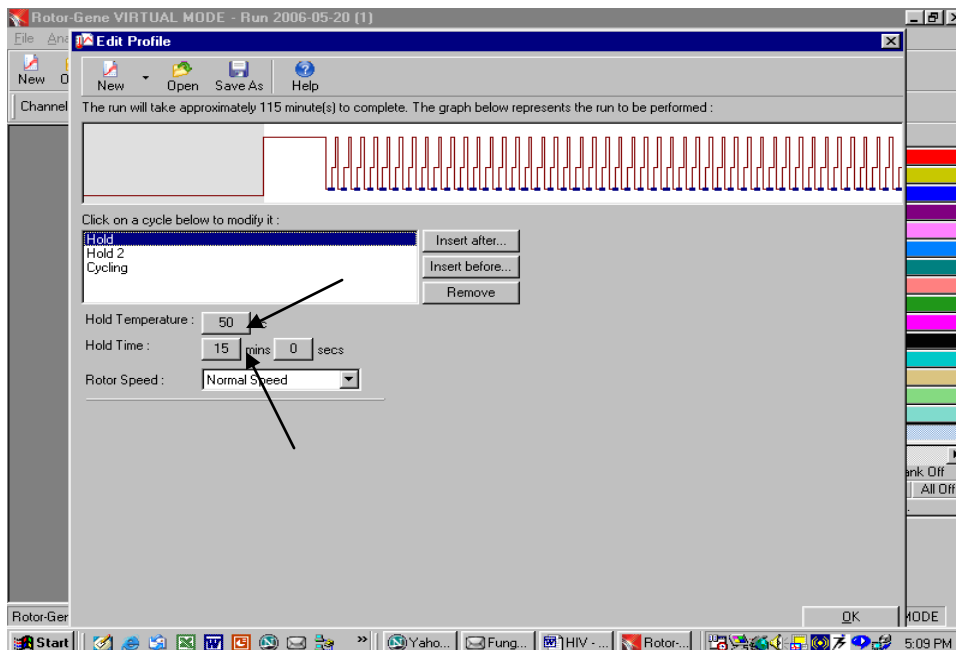 Rotor-Gene VIRTUAL MODE - Run 2006-05-20 (1)
File Ana
Edit Profile
New
New Open Save As Help
Channel
The run will take approximately 115 minute(s) to complete. The graph below represents the run to be performed :
Click on a cycle below to modify it :
Hold
Hold 2
Cycling
Insert after...
Insert before...
Remove
Hold Temperature : 50
Hold Time : 15 mins 0 secs
Rotor Speed : Normal Speed
ank Off
All Off
OK
Rotor-Ger
MODE
Start » Yaho... Fung... HIV - ... Rotor-... 5:09 PM